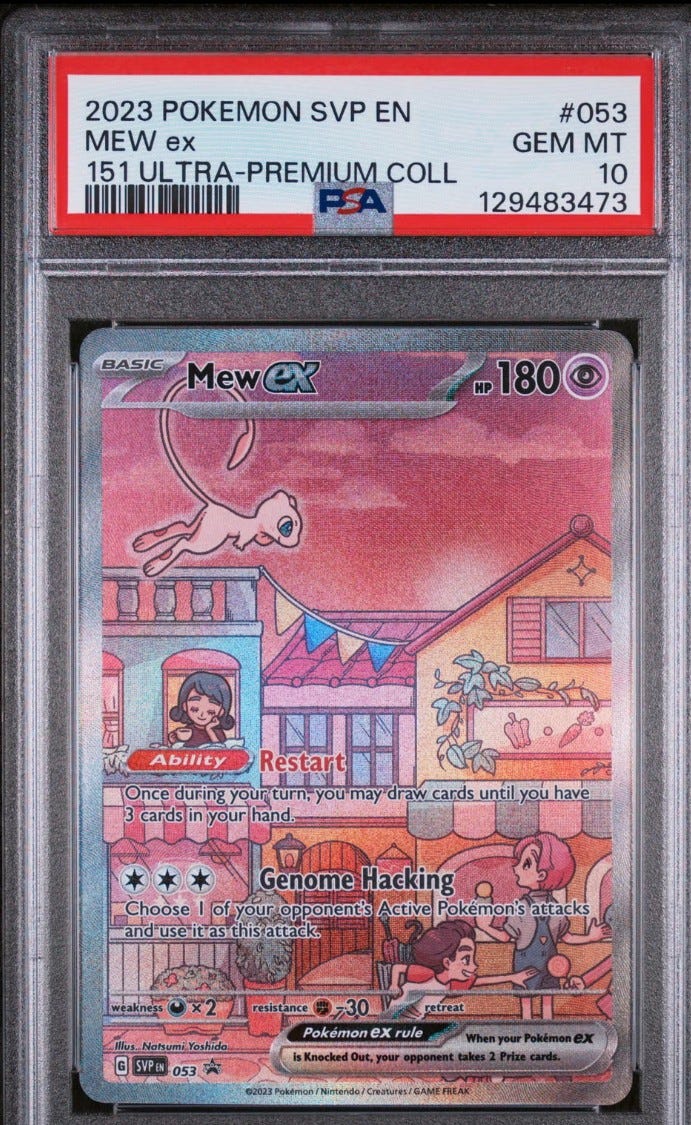 2023 POKEMON SVP EN #053
MEW ex GEM MT
151 ULTRA-PREMIUM COLL 10
PSA 129483473
BASIC Mew ex HP 180
Ability Restart
Once during your turn, you may draw cards until you have
3 cards in your hand.
Genome Hacking
Choose 1 of your opponent's Active Pokémon's attacks
and use it as this attack.
weakness ×2 resistance -30 retreat
Pokémon ex rule When your Pokémon ex
is Knocked Out, your opponent takes 2 Prize cards.
Illus. Natsumi Yoshida
G SVP EN 053
©2023 Pokémon / Nintendo / Creatures / GAME FREAK